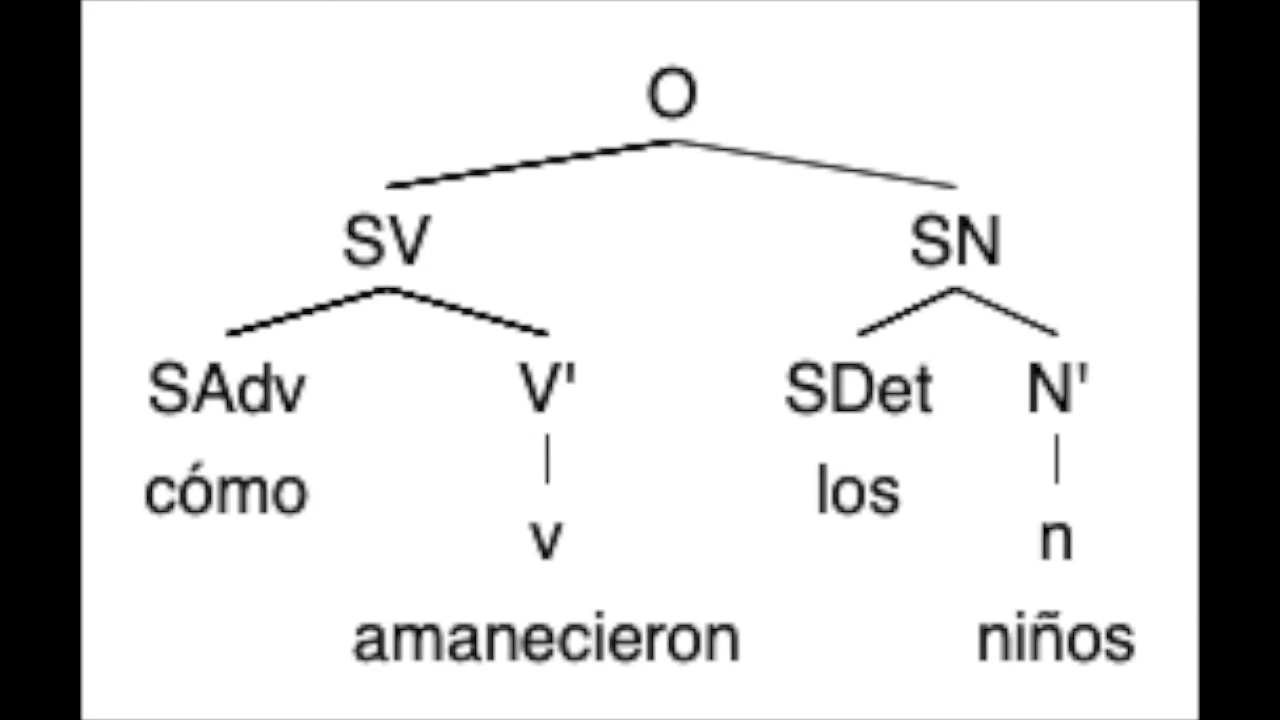 O
SV SN
SAdv V' SDet N'
cómo los
v n
amanecieron niños